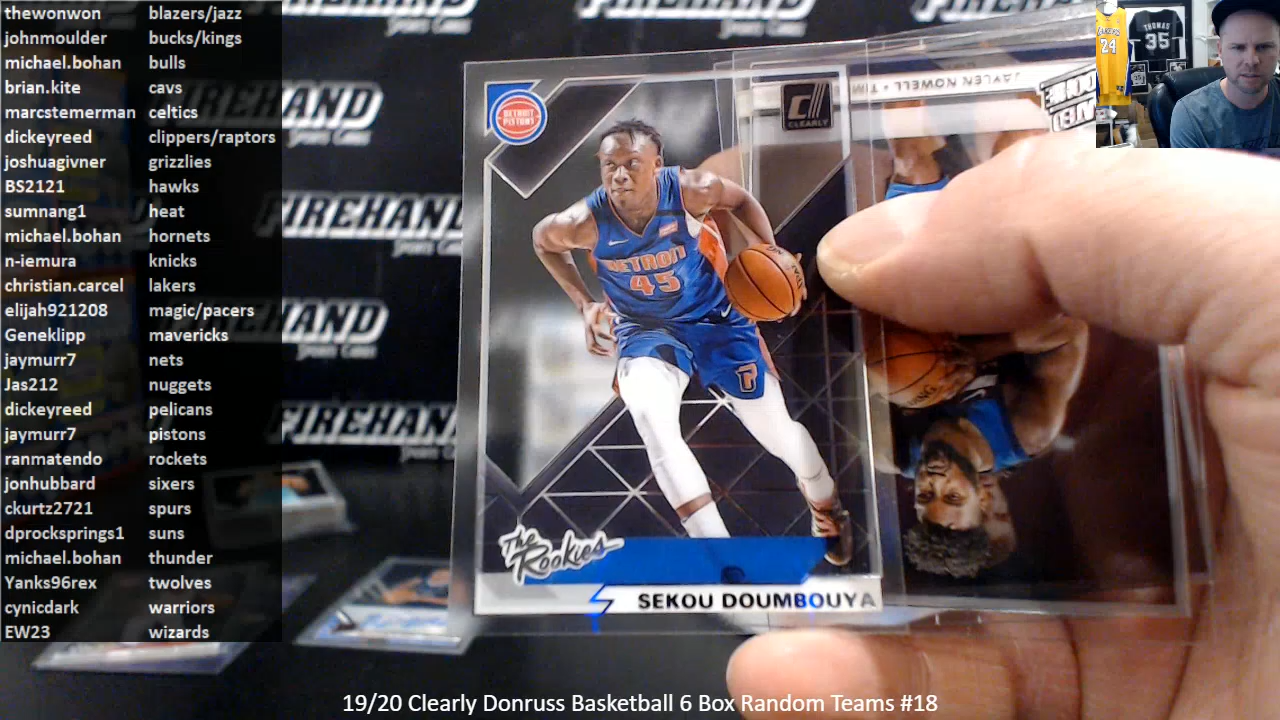 thewonwon blazers/jazz
johnmoulder bucks/kings
michael.bohan bulls
brian.kite cavs
marcstemerman celtics
dickeyreed clippers/raptors
joshuagivner grizzlies
BS2121 hawks
sumnang1 heat
michael.bohan hornets
n-iemura knicks
christian.carcel lakers
elijah921208 magic/pacers
Geneklipp mavericks
jaymurr7 nets
Jas212 nuggets
dickeyreed pelicans
jaymurr7 pistons
ranmatendo rockets
jonhubbard sixers
ckurtz2721 spurs
dprocksprings1 suns
michael.bohan thunder
Yanks96rex twolves
cynicdark warriors
EW23 wizards
FIREHAND
Sports Cards
DETROIT
PISTONS
CLEARLY
JAYLEN NOWELL • TIM
DETROIT
45
The
Rookies
SEKOU DOUMBOUYA
LAKERS
24
THOMAS
35
19/20 Clearly Donruss Basketball 6 Box Random Teams #18